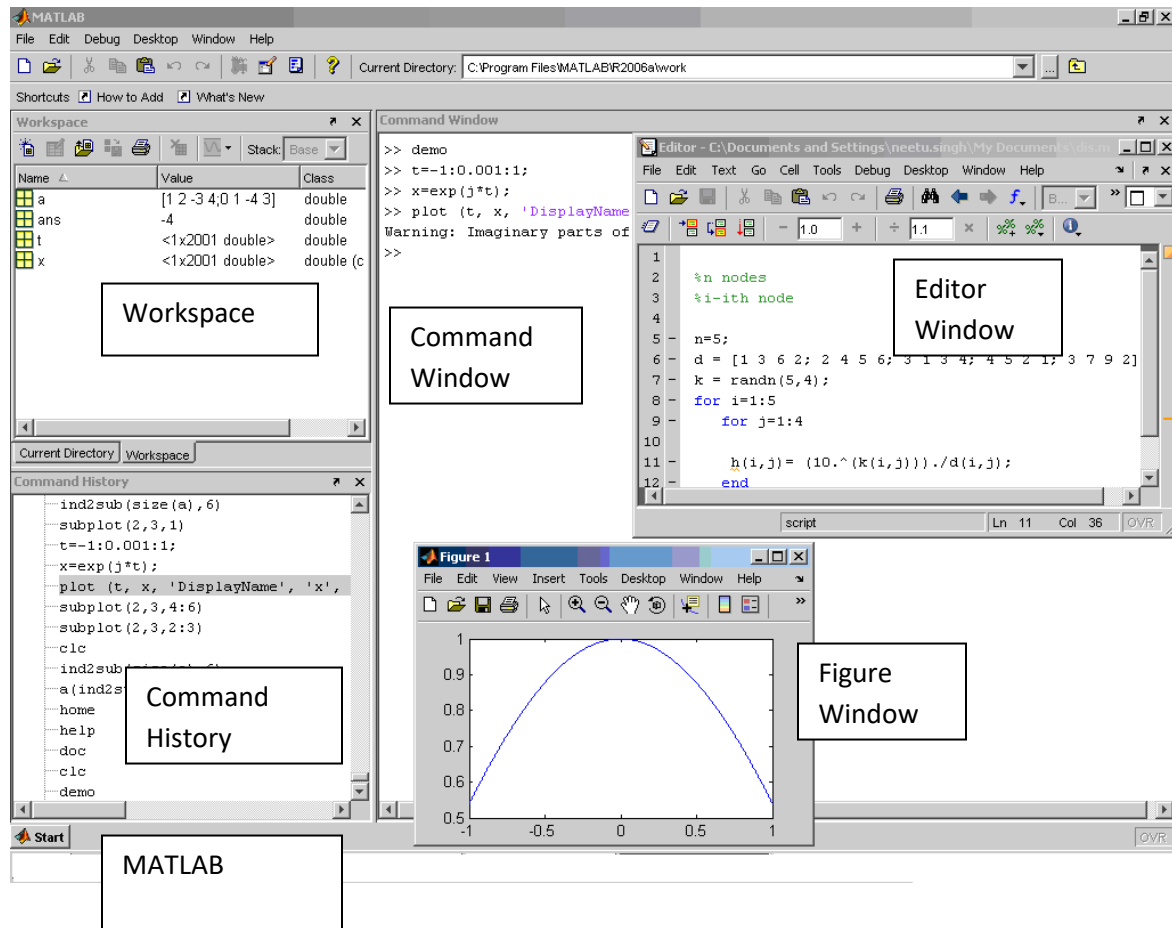 MATLAB
File Edit Debug Desktop Window Help
Current Directory: C:\Program Files\MATLAB\R2006a\work
Shortcuts How to Add What's New
Workspace
Stack: Base
Name Value Class
a [1 2 -3 4;0 1 -4 3] double
ans -4 double
t <1x2001 double> double
x <1x2001 double> double (c
Workspace
Current Directory Workspace
Command History
ind2sub(size(a),6)
subplot(2,3,1)
t=-1:0.001:1;
x=exp(j*t);
plot (t, x, 'DisplayName', 'x',
subplot(2,3,4:6)
subplot(2,3,2:3)
clc
a(ind2s
home
help
doc
clc
demo
Command
History
Start
MATLAB
Command Window
>> demo
>> t=-1:0.001:1;
>> x=exp(j*t);
>> plot (t, x, 'DisplayName
Warning: Imaginary parts of
>>
Command
Window
Editor - C:\Documents and Settings\neetu.singh\My Documents\dis.m
File Edit Text Go Cell Tools Debug Desktop Window Help
B...
1.0 1.1
1
2 %n nodes
3 %i-ith node
4
5 - n=5;
6 - d = [1 3 6 2; 2 4 5 6; 3 1 3 4; 4 5 2 1; 3 7 9 2]
7 - k = randn(5,4);
8 - for i=1:5
9 - for j=1:4
10
11 - h(i,j)= (10.^(k(i,j)))./d(i,j);
12 - end
Editor
Window
script Ln 11 Col 36 OVR
Figure 1
File Edit View Insert Tools Desktop Window Help
1
0.9
0.8
0.7
0.6
0.5
-1 -0.5 0 0.5 1
Figure
Window
OVR